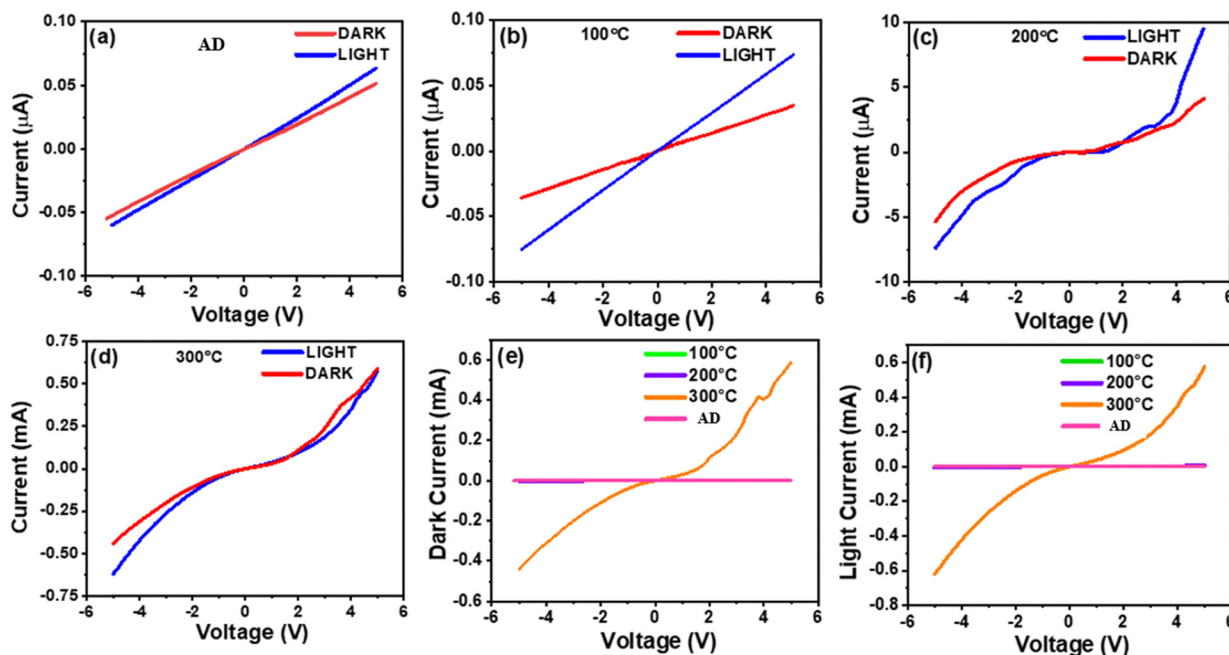 (a)
AD
DARK
LIGHT
0.10
0.05
0.00
-0.05
-0.10
Current (μA)
-6 -4 -2 0 2 4 6
Voltage (V)
(b)
100°C
DARK
LIGHT
0.10
0.05
0.00
-0.05
-0.10
Current (μA)
-6 -4 -2 0 2 4 6
Voltage (V)
(c)
200°C
LIGHT
DARK
10
5
0
-5
-10
Current (μA)
-6 -4 -2 0 2 4 6
Voltage (V)
(d)
300°C
LIGHT
DARK
0.75
0.50
0.25
0.00
-0.25
-0.50
-0.75
Current (mA)
-6 -4 -2 0 2 4 6
Voltage (V)
(e)
100°C
200°C
300°C
AD
0.6
0.4
0.2
0.0
-0.2
-0.4
-0.6
Dark Current (mA)
-6 -4 -2 0 2 4 6
Voltage (V)
(f)
100°C
200°C
300°C
AD
0.6
0.4
0.2
0.0
-0.2
-0.4
-0.6
-0.8
Light Current (mA)
-6 -4 -2 0 2 4 6
Voltage (V)